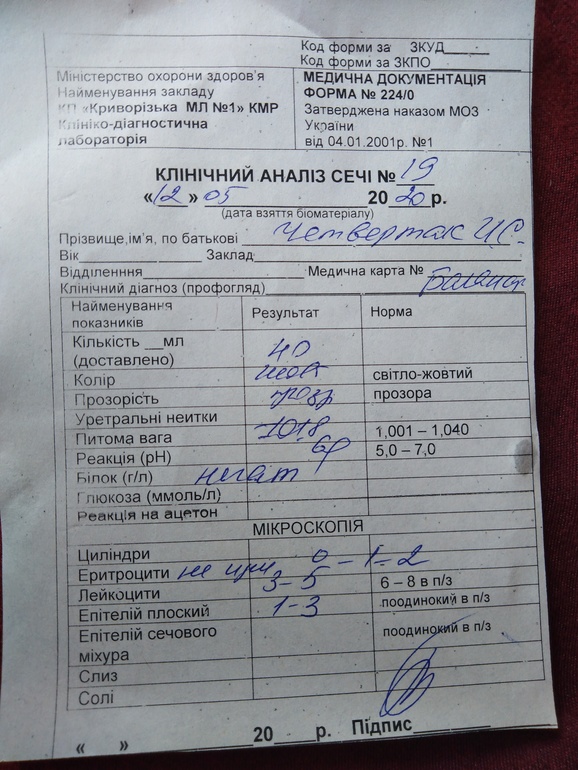 Код форми за ЗКУД
Код форми за ЗКПО
Міністерство охорони здоров'я
Найменування закладу
КП «Криворізька МЛ №1» КМР
Клініко-діагностична
лабораторія
МЕДИЧНА ДОКУМЕНТАЦІЯ
ФОРМА № 224/0
Затверджена наказом МОЗ
України
від 04.01.2001р. №1
КЛІНІЧНИЙ АНАЛІЗ СЕЧІ № 19
«12» 05 20 20 р.
(дата взяття біоматеріалу)
Прізвище,ім'я, по батькові Четвертак
Вік Заклад
Відділенння Медична карта №
Клінічний діагноз (профогляд)
Найменування показників Результат Норма
Кількість __мл (доставлено) 40
Колір жовт світло-жовтий
Прозорість прозр прозора
Уретральні неитки
Питома вага 1018 1,001 – 1,040
Реакція (рН) 5,0 – 7,0
Білок (г/л) негат
Глюкоза (ммоль/л)
Реакція на ацетон
МІКРОСКОПІЯ
Циліндри
Еритроцити 0 – 1 – 2
Лейкоцити 3-5 6 – 8 в п/з
Епітелій плоский 1-3 поодинокий в п/з
Епітелій сечового міхура поодинокий в п/з
Слиз
Солі
« » 20 р. Підпис